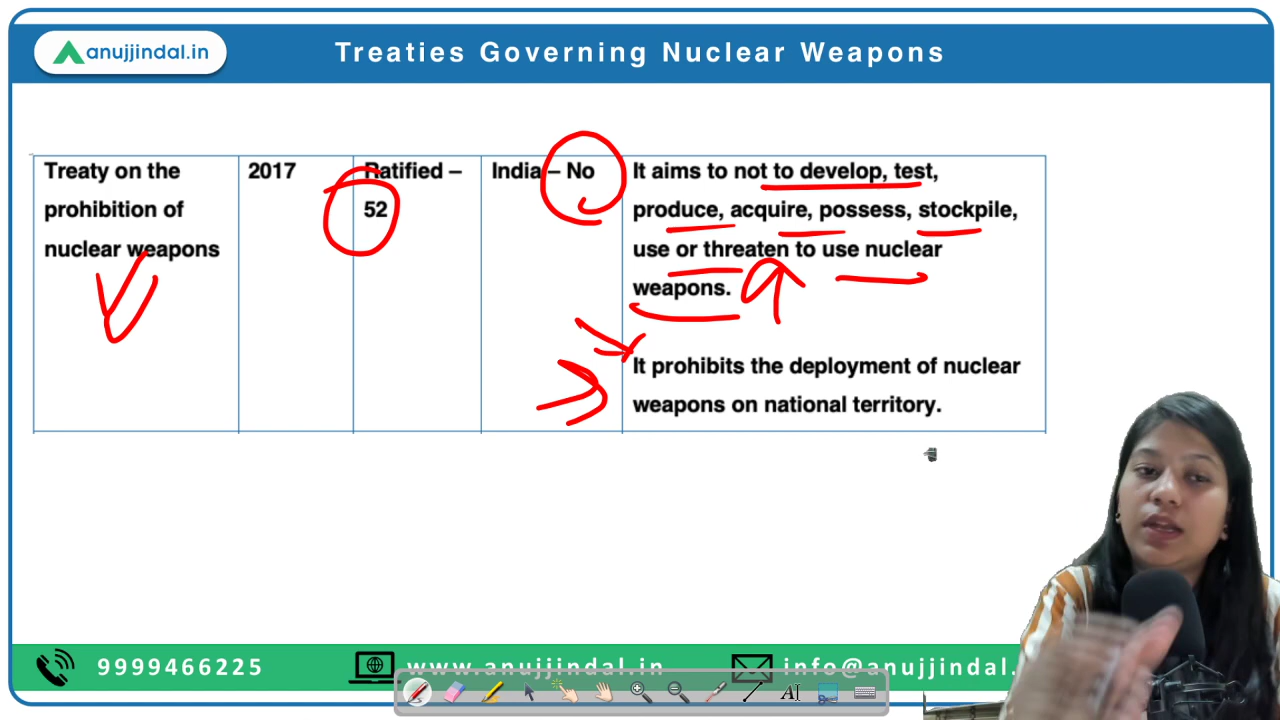 anujjindal.in
Treaties Governing Nuclear Weapons
Treaty on the
prohibition of
nuclear weapons
2017
Ratified –
52
India – No
It aims to not to develop, test,
produce, acquire, possess, stockpile,
use or threaten to use nuclear
weapons.
It prohibits the deployment of nuclear
weapons on national territory.
9999466225
www.anujjindal.in
info@anujjindal.